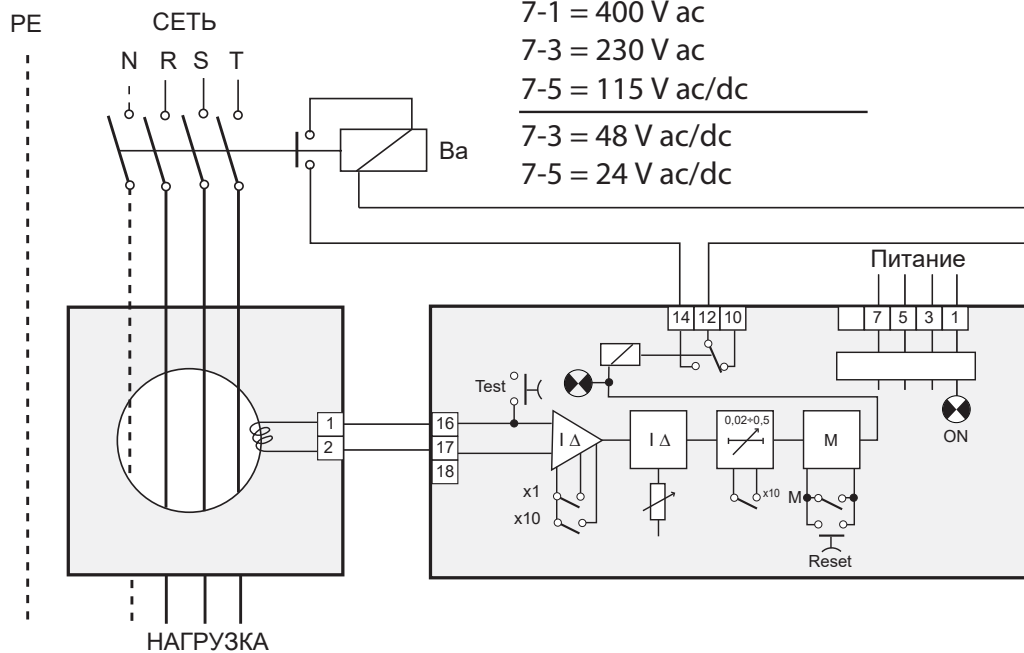 PE
СЕТЬ
N R S T
7-1 = 400 V ac
7-3 = 230 V ac
7-5 = 115 V ac/dc
7-3 = 48 V ac/dc
7-5 = 24 V ac/dc
Ba
Питание
14 12 10
7 5 3 1
Test
ON
1
2
16
17
18
I Δ
I Δ
0,02÷0,5
M
x1
x10
x10
M
Reset
НАГРУЗКА